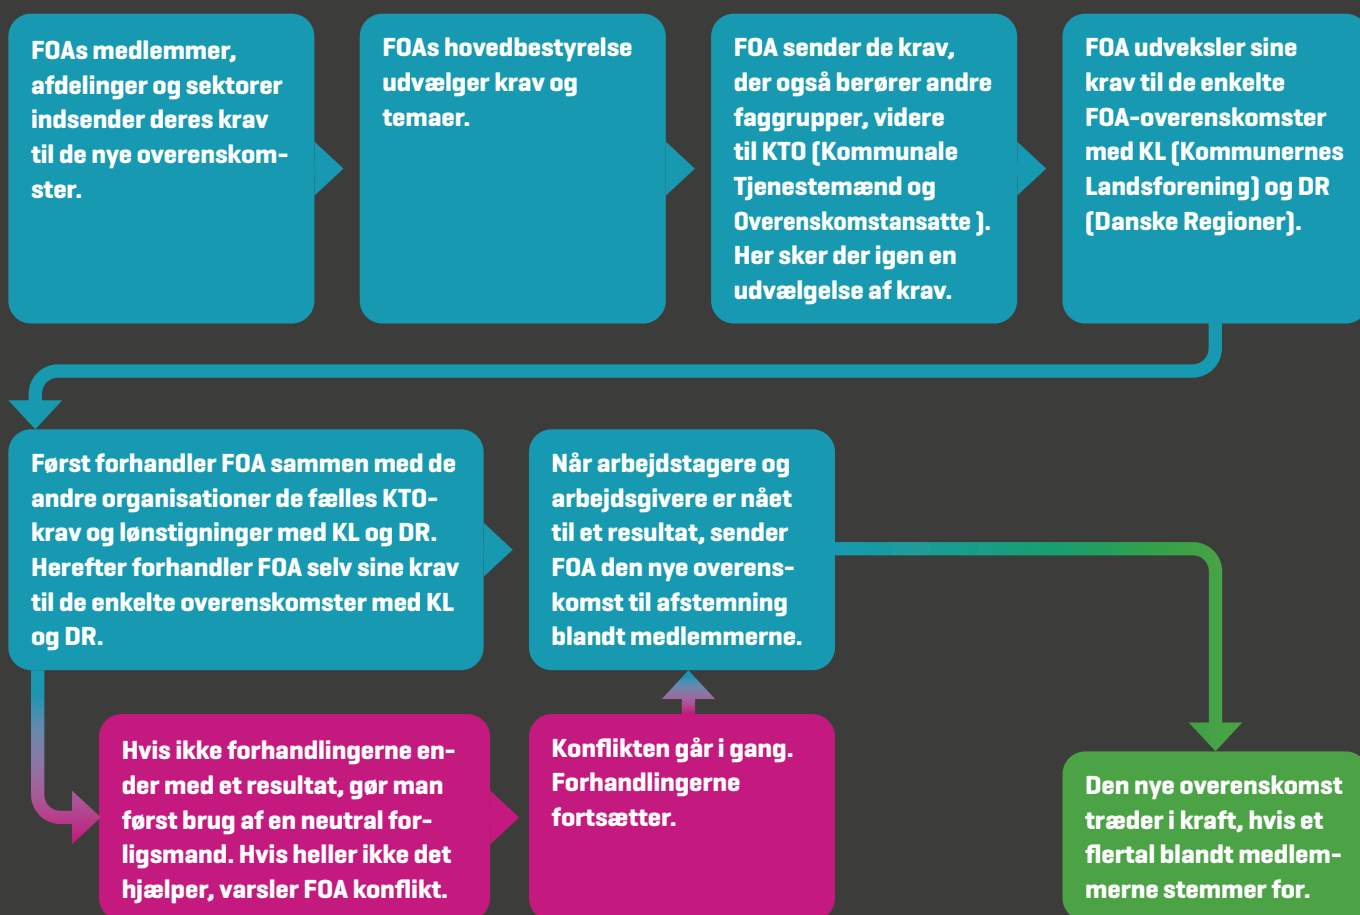 FOAs medlemmer,
afdelinger og sektorer
indsender deres krav
til de nye overenskom-
ster.
FOAs hovedbestyrelse
udvælger krav og
temaer.
FOA sender de krav,
der også berører andre
faggrupper, videre
til KTO (Kommunale
Tjenestemænd og
Overenskomstansatte ).
Her sker der igen en
udvælgelse af krav.
FOA udveksler sine
krav til de enkelte
FOA-overenskomster
med KL (Kommunernes
Landsforening) og DR
(Danske Regioner).
Først forhandler FOA sammen med de
andre organisationer de fælles KTO-
krav og lønstigninger med KL og DR.
Herefter forhandler FOA selv sine krav
til de enkelte overenskomster med KL
og DR.
Når arbejdstagere og
arbejdsgivere er nået
til et resultat, sender
FOA den nye overens-
komst til afstemning
blandt medlemmerne.
Hvis ikke forhandlingerne en-
der med et resultat, gør man
først brug af en neutral for-
ligsmand. Hvis heller ikke det
hjælper, varsler FOA konflikt.
Konflikten går i gang.
Forhandlingerne
fortsætter.
Den nye overenskomst
træder i kraft, hvis et
flertal blandt medlem-
merne stemmer for.